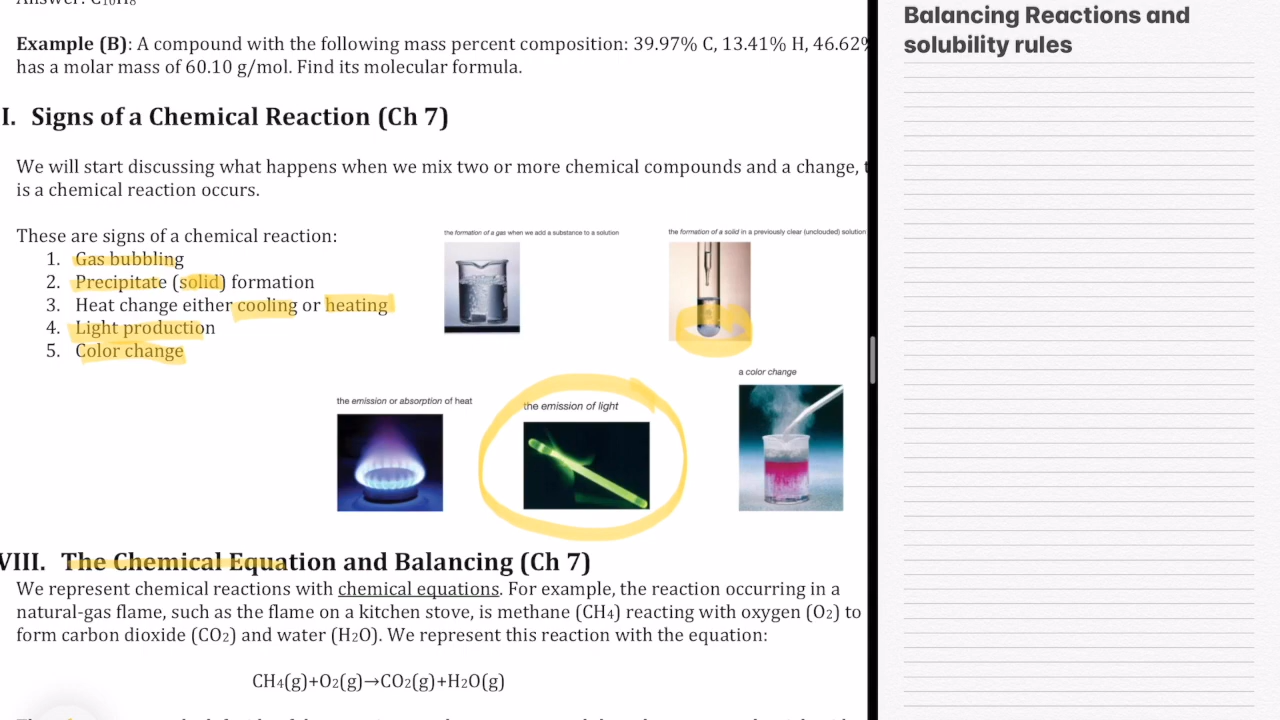 Answer: C10H8
Example (B): A compound with the following mass percent composition: 39.97% C, 13.41% H, 46.62%
has a molar mass of 60.10 g/mol. Find its molecular formula.
I. Signs of a Chemical Reaction (Ch 7)
We will start discussing what happens when we mix two or more chemical compounds and a change,
is a chemical reaction occurs.
These are signs of a chemical reaction:
1. Gas bubbling
2. Precipitate (solid) formation
3. Heat change either cooling or heating
4. Light production
5. Color change
the formation of a gas when we add a substance to a solution
the formation of a solid in a previously clear (unclouded) solution
the emission or absorption of heat
the emission of light
a color change
VIII. The Chemical Equation and Balancing (Ch 7)
We represent chemical reactions with chemical equations. For example, the reaction occurring in a
natural-gas flame, such as the flame on a kitchen stove, is methane (CH4) reacting with oxygen (O2) to
form carbon dioxide (CO2) and water (H2O). We represent this reaction with the equation:
CH4(g)+O2(g)→CO2(g)+H2O(g)
Balancing Reactions and
solubility rules